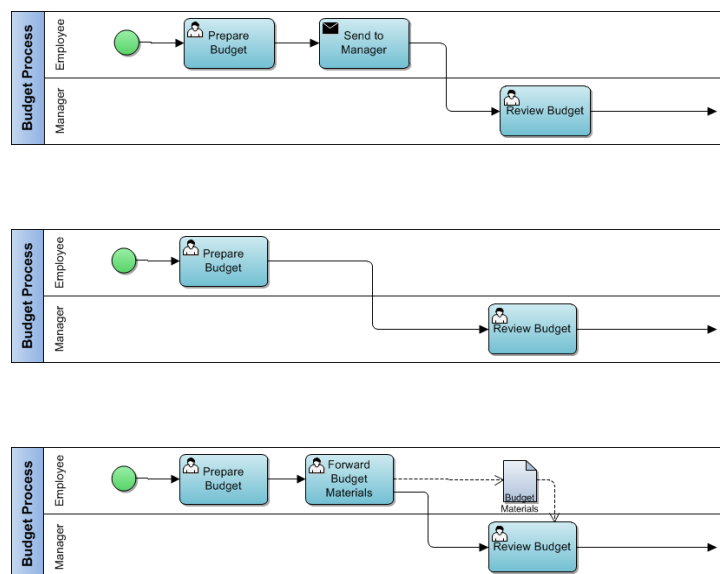 Budget Process
Employee
Prepare
Budget
Send to
Manager
Manager
Review Budget
Budget Process
Employee
Prepare
Budget
Manager
Review Budget
Budget Process
Employee
Prepare
Budget
Forward
Budget
Materials
Budget
Materials
Manager
Review Budget